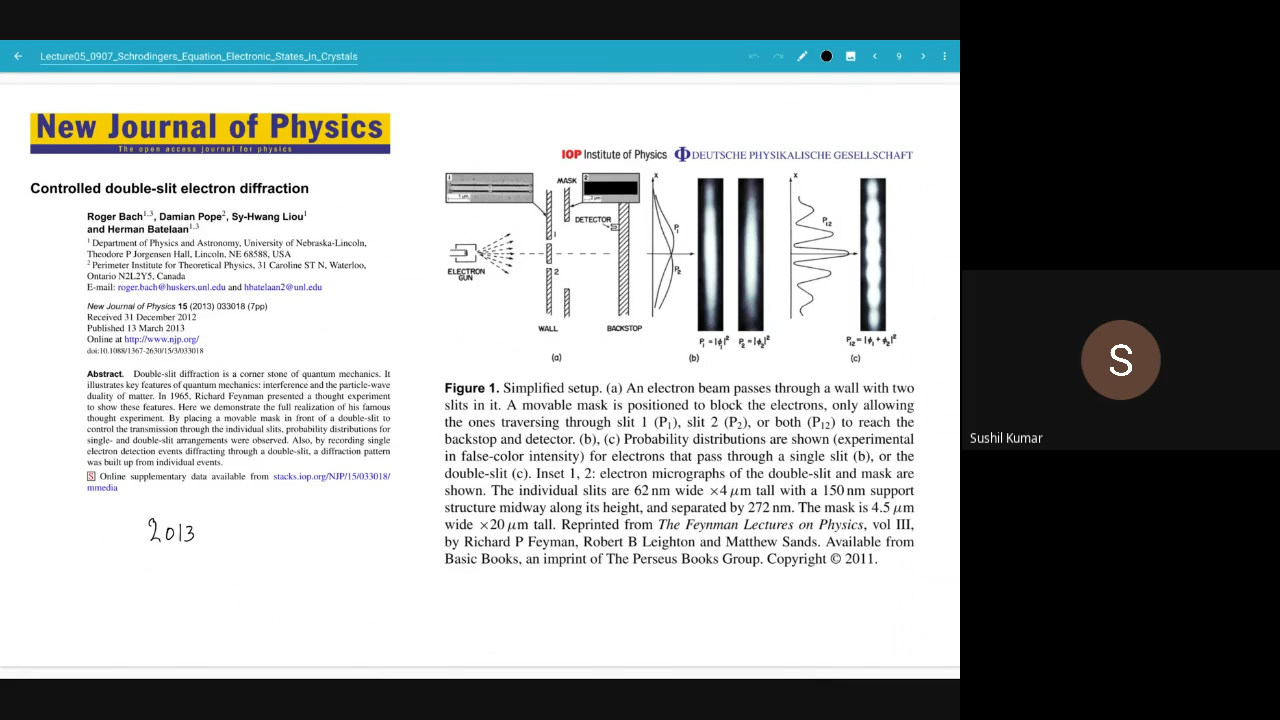 Lecture05_0907_Schrodingers_Equation_Electronic_States_in_Crystals
9
New Journal of Physics
The open access journal for physics
Controlled double-slit electron diffraction
Roger Bach1,3, Damian Pope2, Sy-Hwang Liou1
and Herman Batelaan1,3
1 Department of Physics and Astronomy, University of Nebraska-Lincoln,
Theodore P Jorgensen Hall, Lincoln, NE 68588, USA
2 Perimeter Institute for Theoretical Physics, 31 Caroline ST N, Waterloo,
Ontario N2L2Y5, Canada
E-mail: roger.bach@huskers.unl.edu and hbatelaan2@unl.edu
New Journal of Physics 15 (2013) 033018 (7pp)
Received 31 December 2012
Published 13 March 2013
Online at http://www.njp.org/
doi:10.1088/1367-2630/15/3/033018
Abstract. Double-slit diffraction is a corner stone of quantum mechanics. It
illustrates key features of quantum mechanics: interference and the particle-wave
duality of matter. In 1965, Richard Feynman presented a thought experiment
to show these features. Here we demonstrate the full realization of his famous
thought experiment. By placing a movable mask in front of a double-slit to
control the transmission through the individual slits, probability distributions for
single- and double-slit arrangements were observed. Also, by recording single
electron detection events diffracting through a double-slit, a diffraction pattern
was built up from individual events.
S Online supplementary data available from stacks.iop.org/NJP/15/033018/
mmedia
2013
IOP Institute of Physics Φ DEUTSCHE PHYSIKALISCHE GESELLSCHAFT
1
MASK
2
X
X
DETECTOR
1
P1
P12
ELECTRON
GUN
2
P2
WALL
BACKSTOP
P1 = |ϕ1|²
P2 = |ϕ2|²
P12 = |ϕ1 + ϕ2|²
(a)
(b)
(c)
Figure 1. Simplified setup. (a) An electron beam passes through a wall with two
slits in it. A movable mask is positioned to block the electrons, only allowing
the ones traversing through slit 1 (P1), slit 2 (P2), or both (P12) to reach the
backstop and detector. (b), (c) Probability distributions are shown (experimental
in false-color intensity) for electrons that pass through a single slit (b), or the
double-slit (c). Inset 1, 2: electron micrographs of the double-slit and mask are
shown. The individual slits are 62 nm wide ×4 μm tall with a 150 nm support
structure midway along its height, and separated by 272 nm. The mask is 4.5 μm
wide ×20 μm tall. Reprinted from The Feynman Lectures on Physics, vol III,
by Richard P Feyman, Robert B Leighton and Matthew Sands. Available from
Basic Books, an imprint of The Perseus Books Group. Copyright © 2011.
S
Sushil Kumar